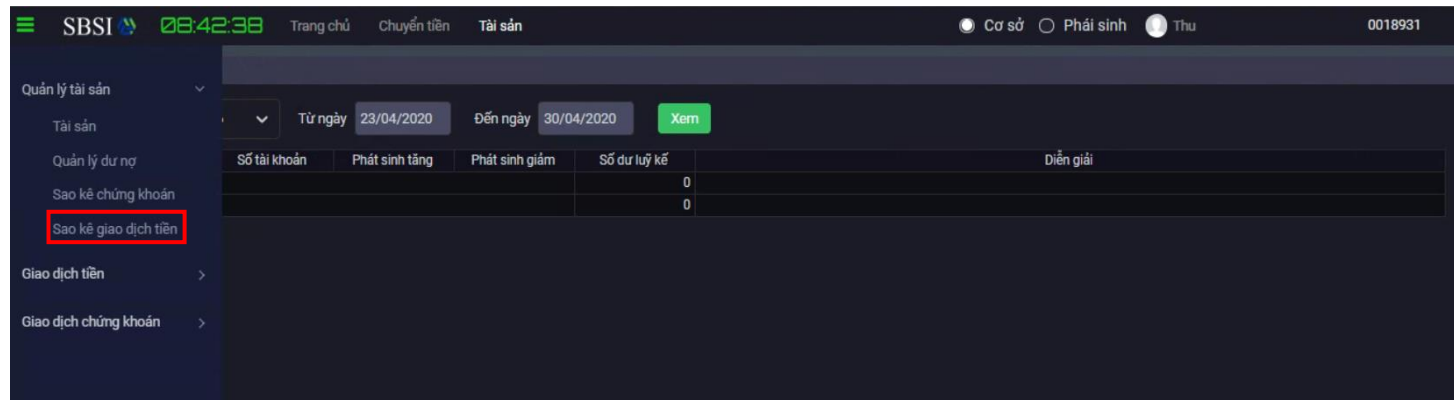 SBSI 08:42:38 Trang chủ Chuyển tiền Tài sản Cơ sở Phái sinh Thu 0018931
Quản lý tài sản
Tài sản
Quản lý dư nợ
Sao kê chứng khoán
Sao kê giao dịch tiền
Giao dịch tiền
Giao dịch chứng khoán
Từ ngày 23/04/2020 Đến ngày 30/04/2020 Xem
Số tài khoản Phát sinh tăng Phát sinh giảm Số dư luỹ kế Diễn giải
0
0